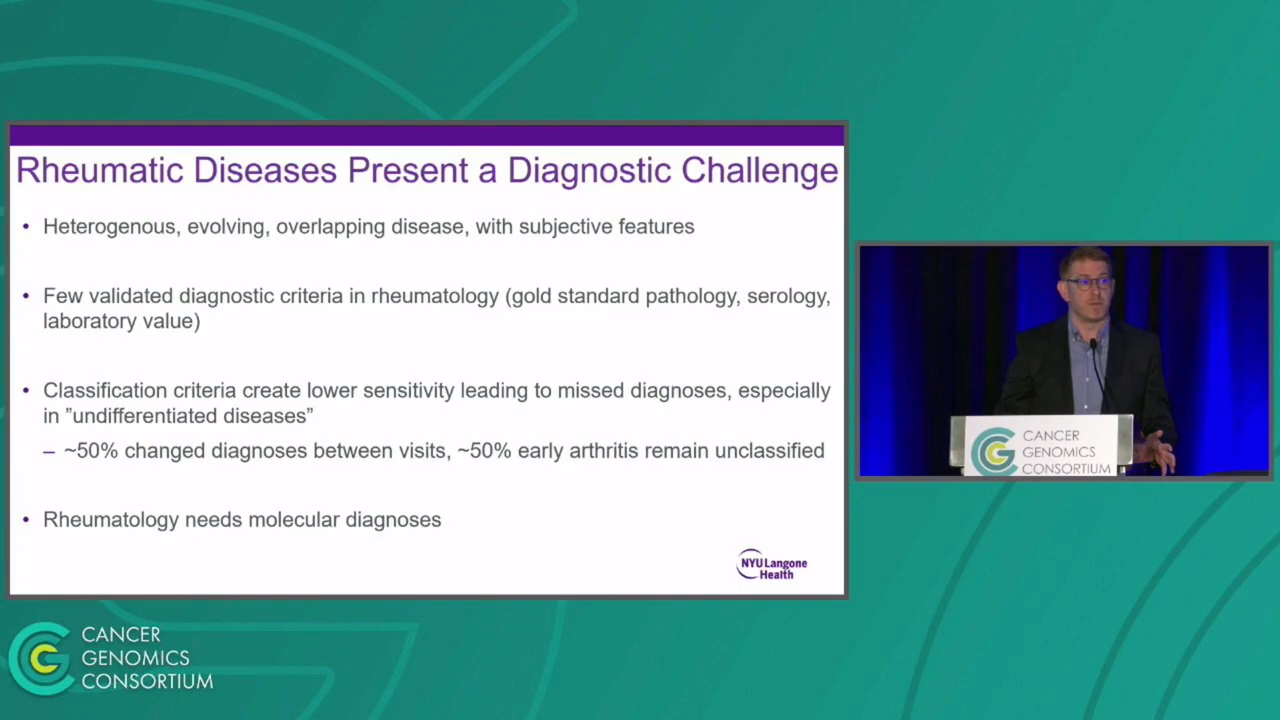 Rheumatic Diseases Present a Diagnostic Challenge
• Heterogenous, evolving, overlapping disease, with subjective features
• Few validated diagnostic criteria in rheumatology (gold standard pathology, serology,
laboratory value)
• Classification criteria create lower sensitivity leading to missed diagnoses, especially
in ”undifferentiated diseases”
– ~50% changed diagnoses between visits, ~50% early arthritis remain unclassified
• Rheumatology needs molecular diagnoses
NYU Langone
Health
CANCER
GENOMICS
CONSORTIUM
CANCER
GENOMICS
CONSORTIUM